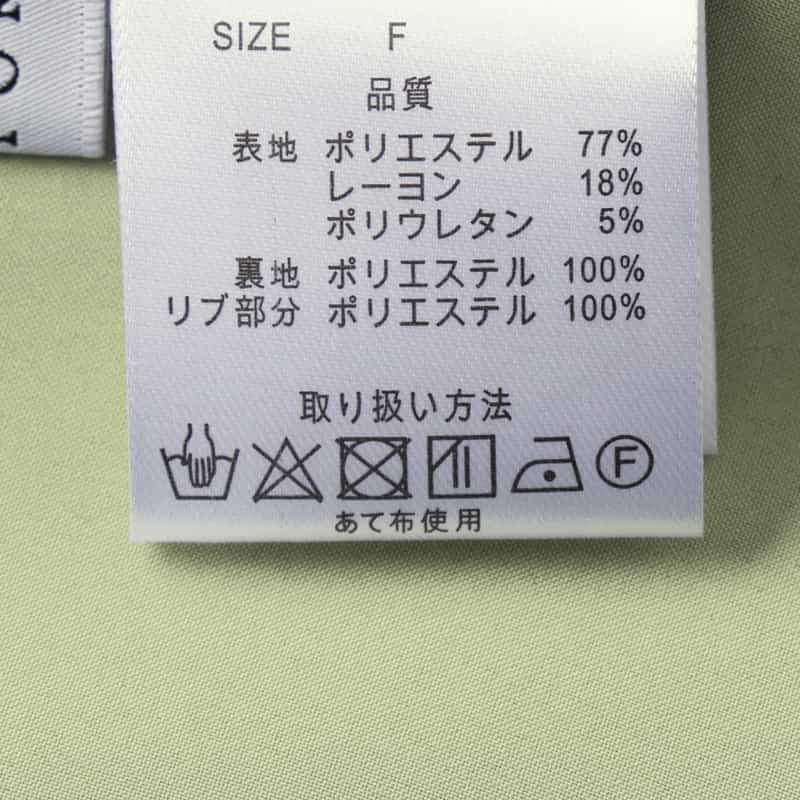 SIZE F
品質
表地 ポリエステル 77%
レーヨン 18%
ポリウレタン 5%
裏地 ポリエステル 100%
リブ部分 ポリエステル 100%
取り扱い方法
F
あて布使用